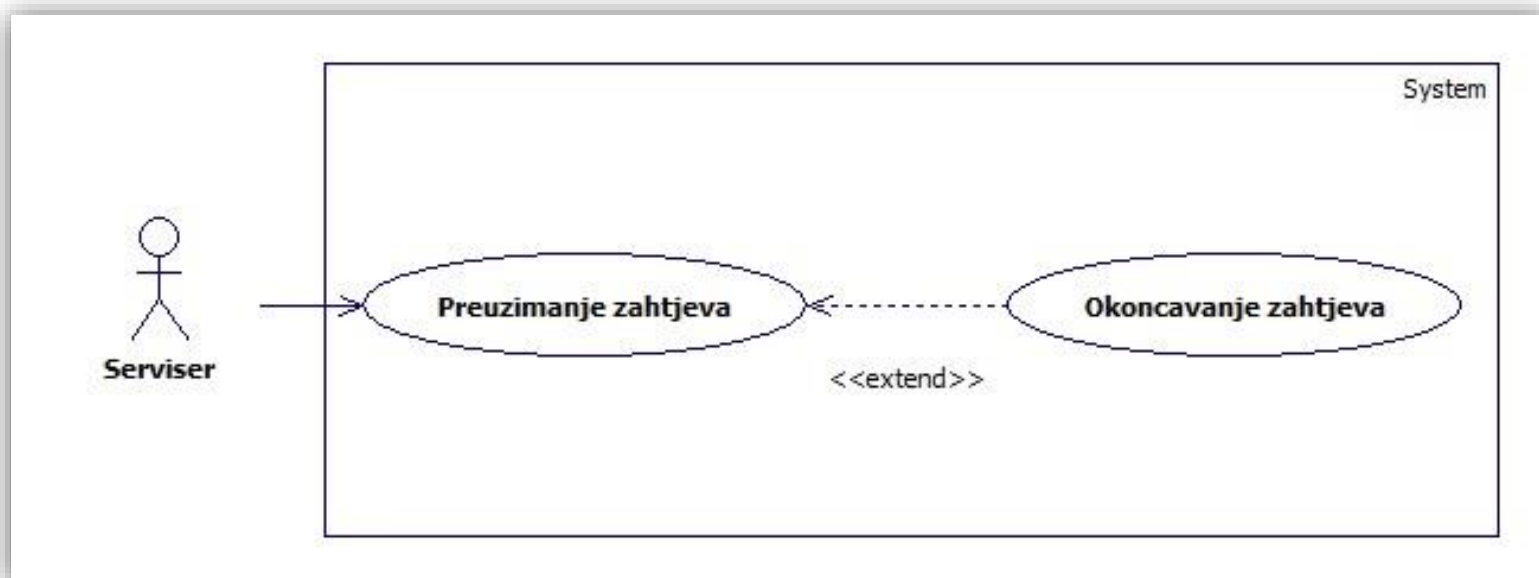 System
Preuzimanje zahtjeva
Okoncavanje zahtjeva
Serviser
<<extend>>